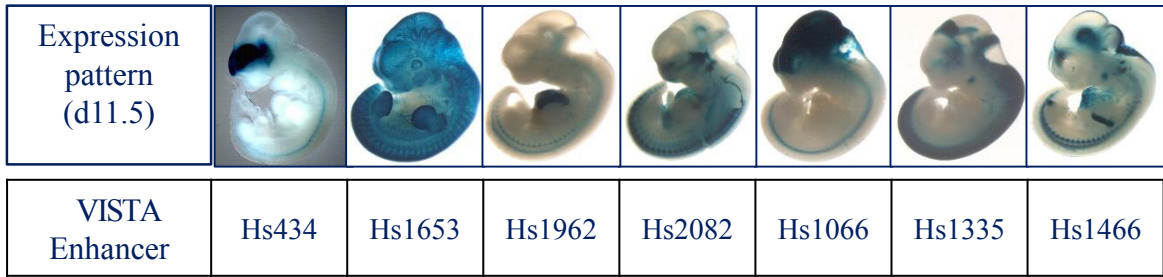 Expression
pattern
(d11.5)
VISTA
Enhancer
Hs434
Hs1653
Hs1962
Hs2082
Hs1066
Hs1335
Hs1466